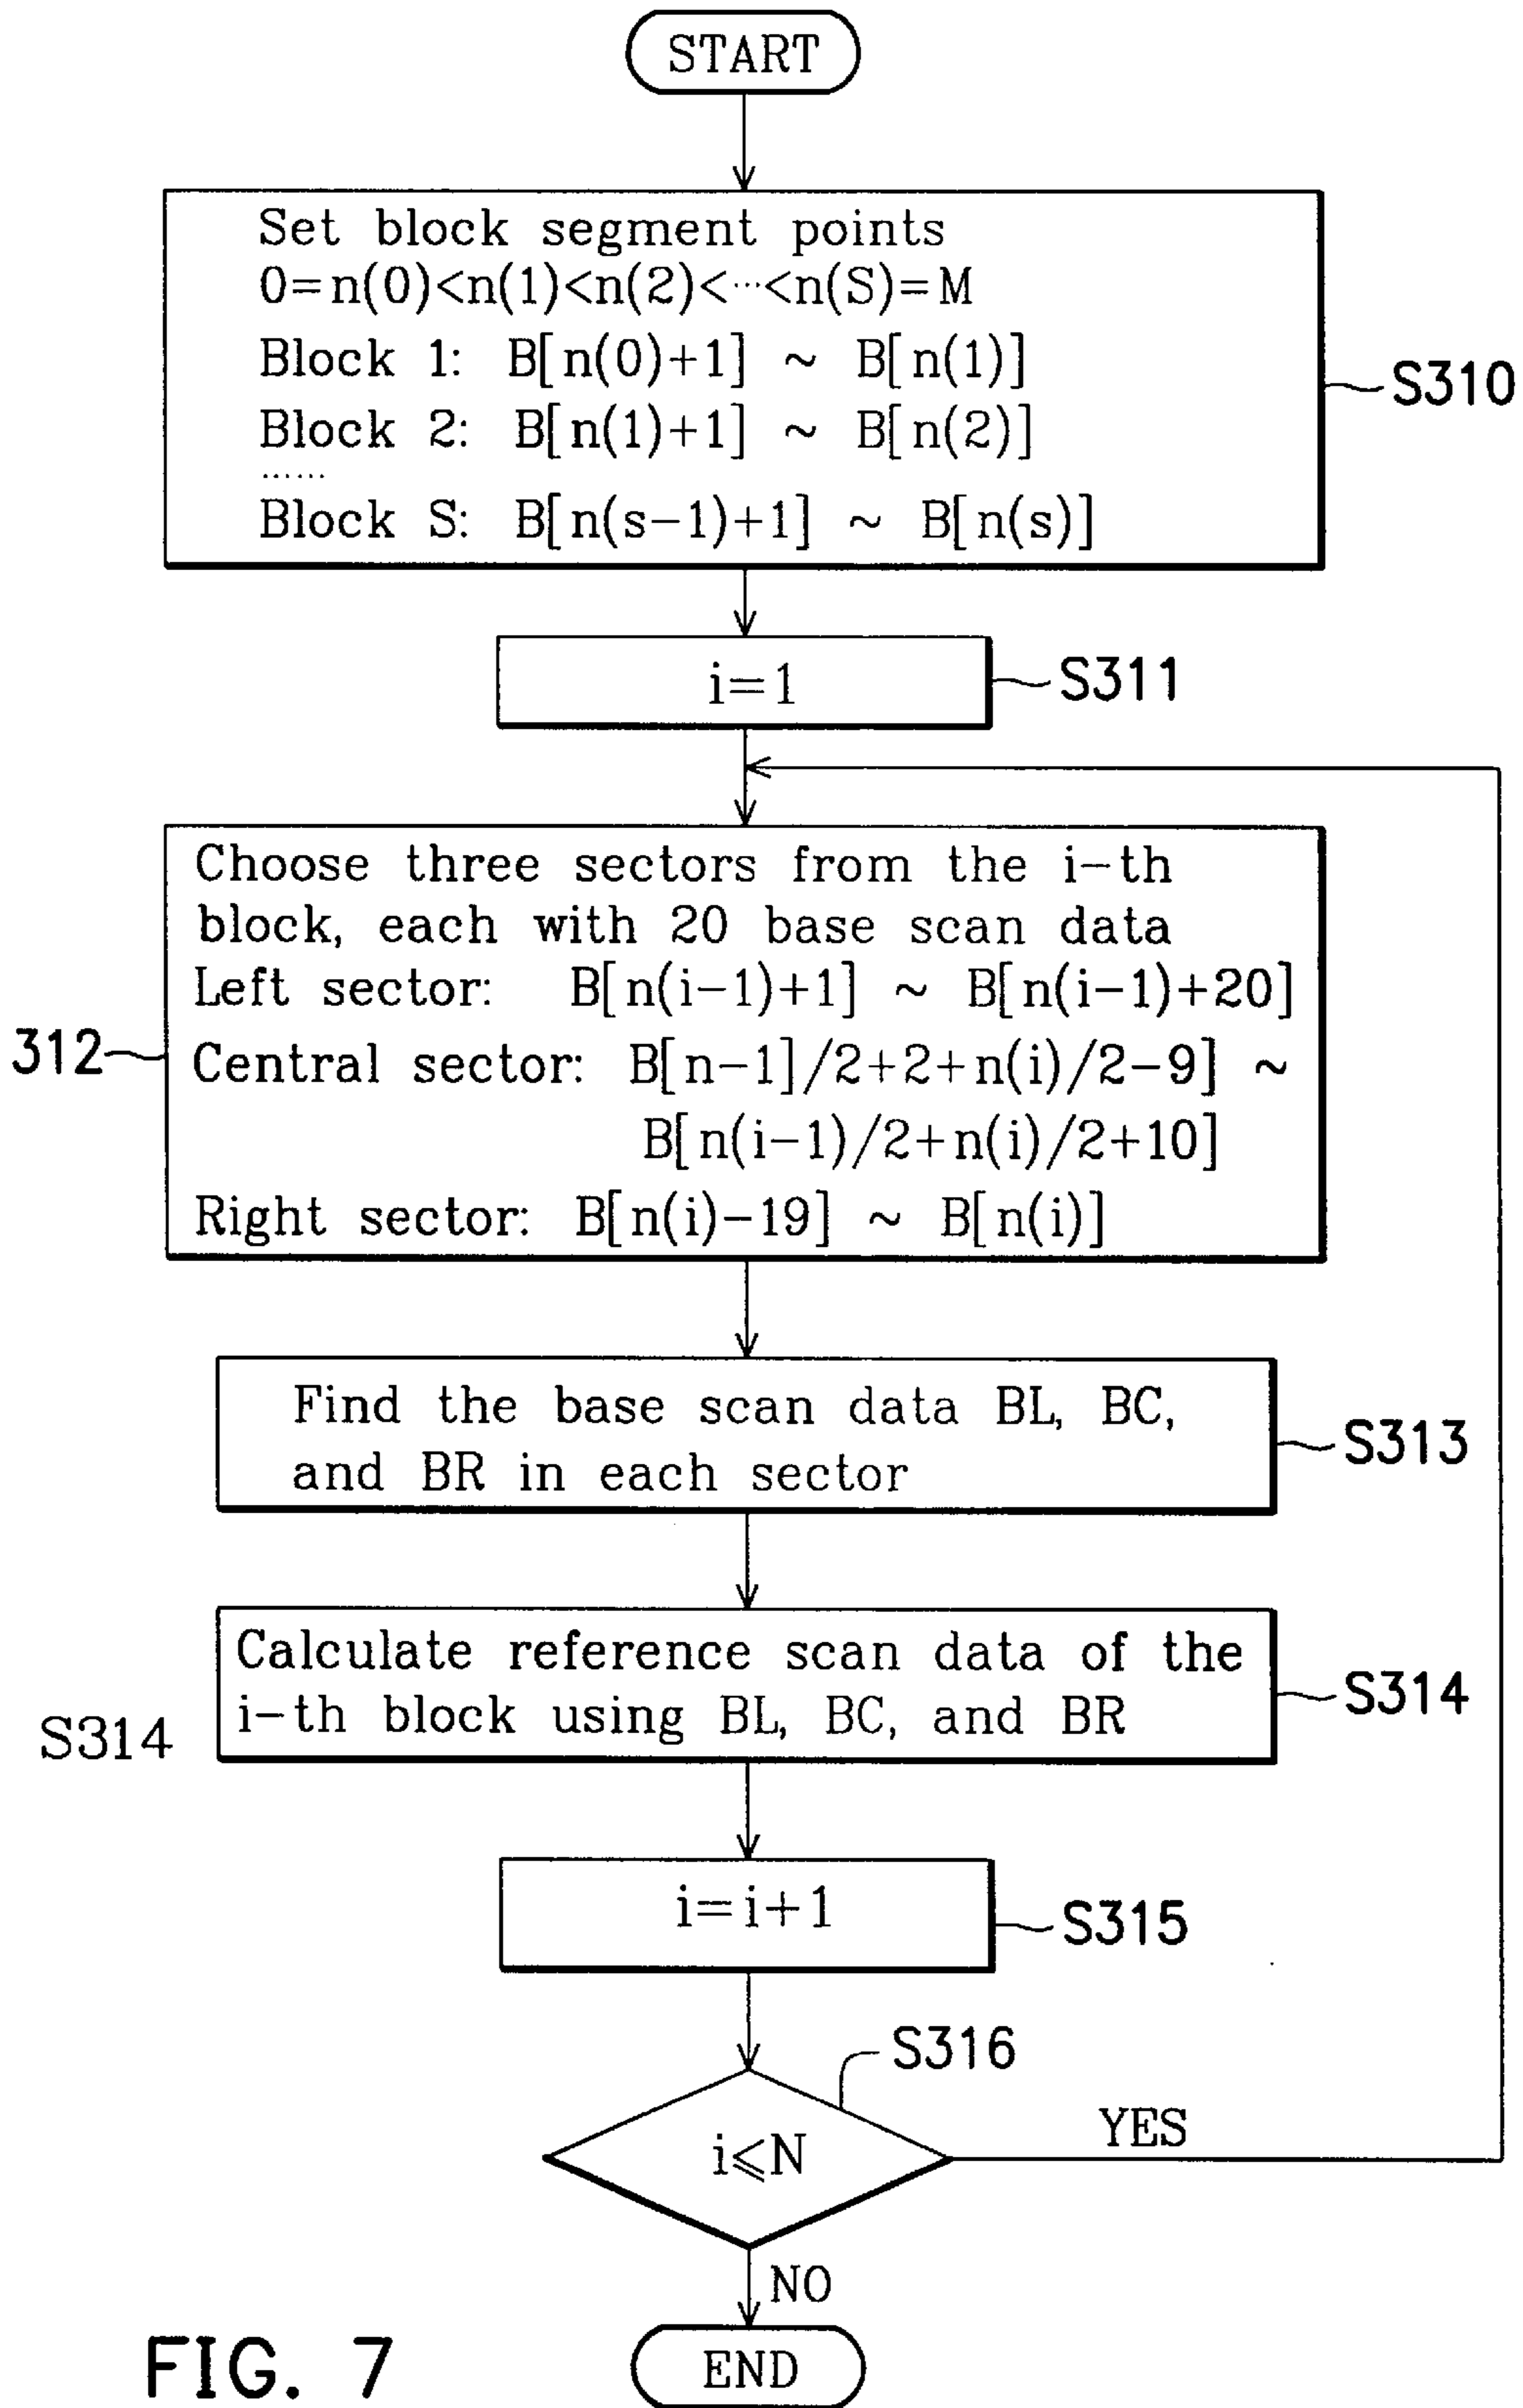 START
Set block segment points
0=n(0)<n(1)<n(2)<···<n(S)=M
Block 1: B[n(0)+1] ~ B[n(1)]
Block 2: B[n(1)+1] ~ B[n(2)]
······
Block S: B[n(s-1)+1] ~ B[n(s)]
S310
i=1
S311
Choose three sectors from the i-th
block, each with 20 base scan data
Left sector: B[n(i-1)+1] ~ B[n(i-1)+20]
312
Central sector: B[n-1]/2+2+n(i)/2-9] ~
B[n(i-1)/2+n(i)/2+10]
Right sector: B[n(i)-19] ~ B[n(i)]
Find the base scan data BL, BC,
and BR in each sector
S313
Calculate reference scan data of the
i-th block using BL, BC, and BR
S314
S314
i=i+1
S315
S316
i⩽N
YES
NO
END
FIG. 7